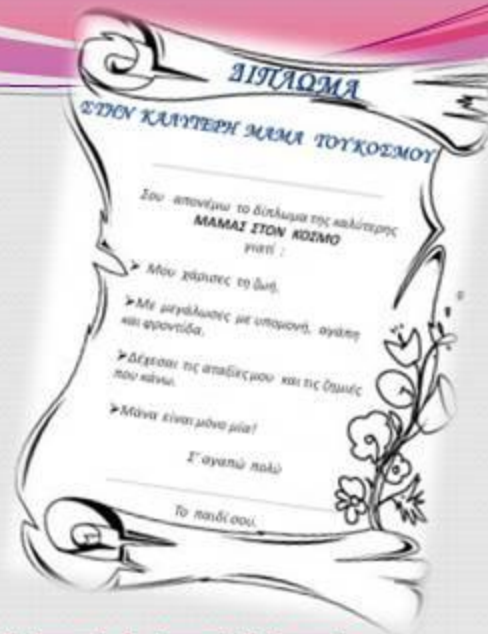 ΔΙΠΛΩΜΑ
ΣΤΗΝ ΚΑΛΥΤΕΡΗ ΜΑΜΑ ΤΟΥΚΟΣΜΟΥ
Σου απονέμω το δίπλωμα της καλύτερης
ΜΑΜΑΣ ΣΤΟΝ ΚΟΣΜΟ
γιατί :
➤ Μου χάρισες τη ζωή.
➤Με μεγάλωσες με υπομονή, αγάπη
και φροντίδα.
➤Δέχεσαι τις αταξίες μου και τις ζημιές
που κάνω.
➤Μάνα είναι μόνο μία!
Σ' αγαπώ πολύ
Το παιδί σου.